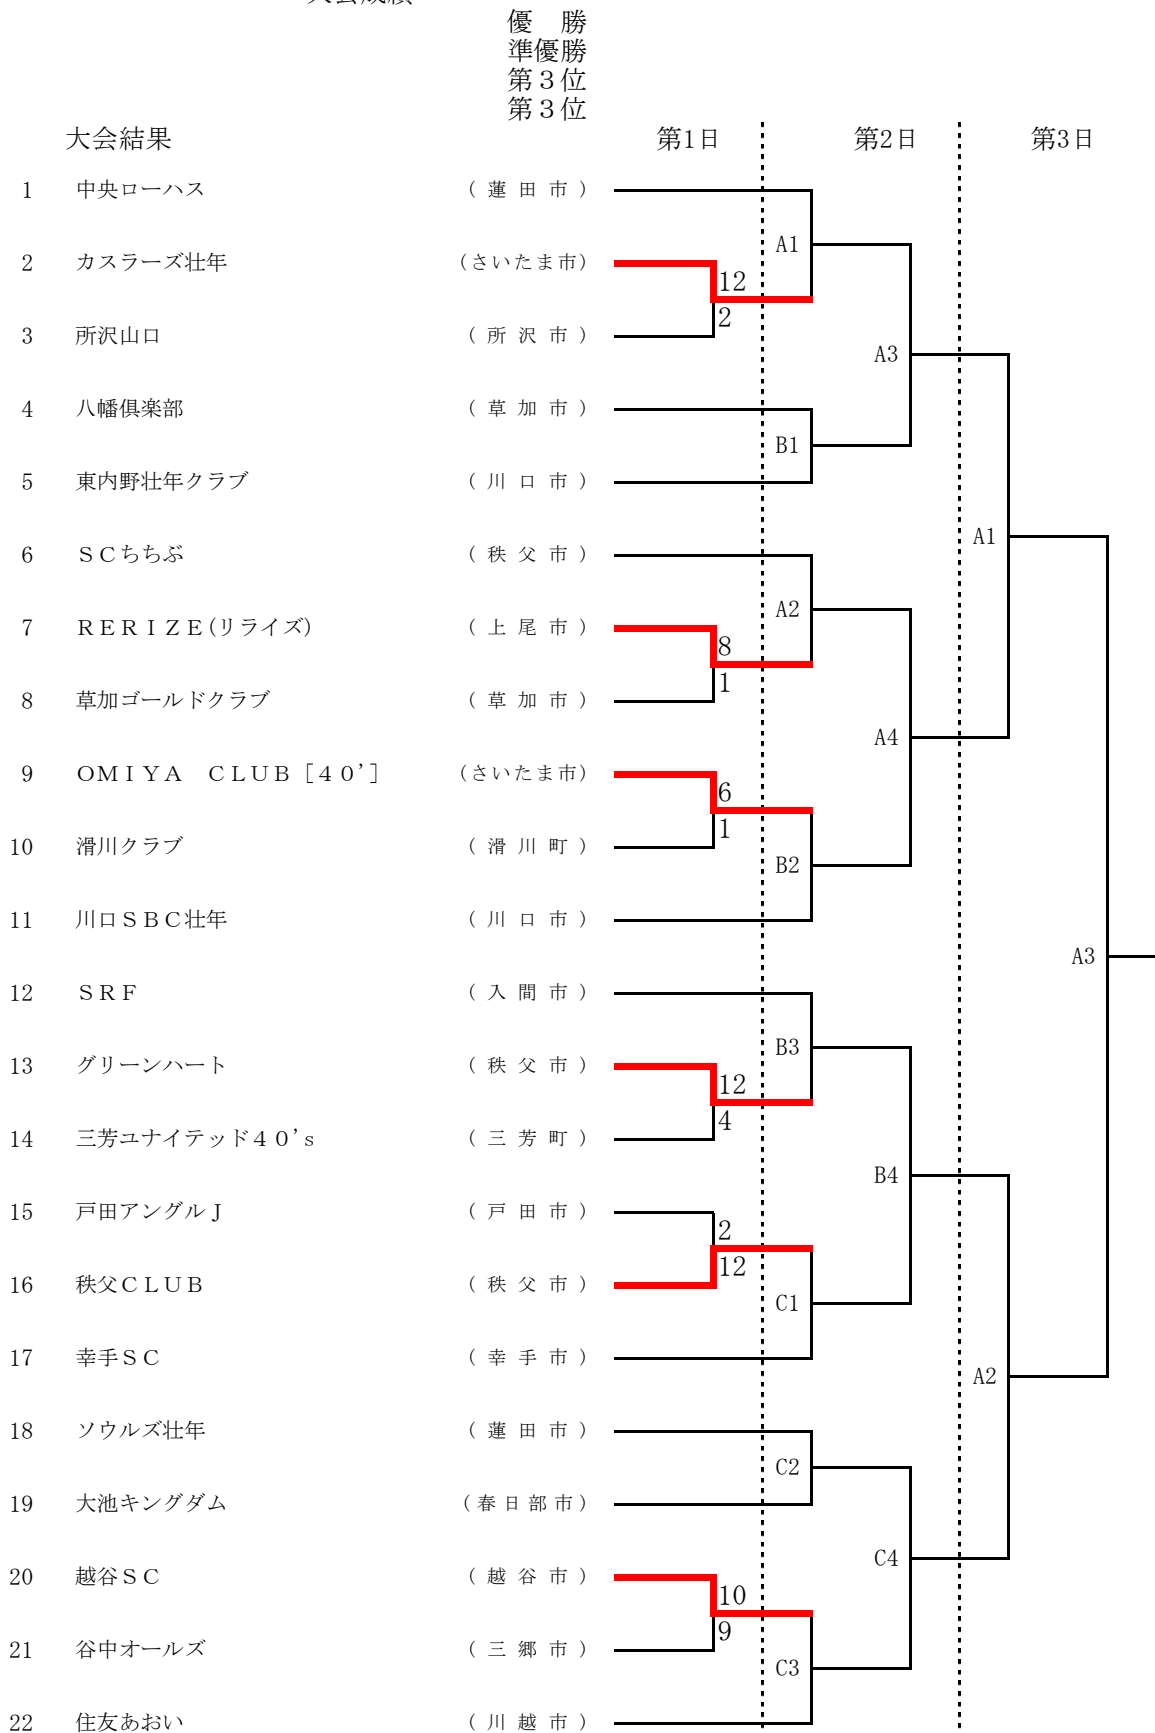 大会成績
優　勝
準優勝
第３位
第３位
大会結果 第1日 第2日 第3日
1 中央ローハス (蓮田市)
A1
2 カスラーズ壮年 (さいたま市)
12
2
3 所沢山口 (所沢市)
A3
4 八幡倶楽部 (草加市)
B1
5 東内野壮年クラブ (川口市)
A1
6 ＳＣちちぶ (秩父市)
A2
7 ＲＥＲＩＺＥ(リライズ) (上尾市)
8
1
8 草加ゴールドクラブ (草加市)
A4
9 ＯＭＩＹＡ　ＣＬＵＢ［４０’］ (さいたま市)
6
1
10 滑川クラブ (滑川町)
B2
11 川口ＳＢＣ壮年 (川口市)
A3
12 ＳＲＦ (入間市)
B3
13 グリーンハート (秩父市)
12
4
14 三芳ユナイテッド４０’ｓ (三芳町)
B4
15 戸田アングルＪ (戸田市)
2
12
16 秩父ＣＬＵＢ (秩父市)
C1
17 幸手ＳＣ (幸手市)
A2
18 ソウルズ壮年 (蓮田市)
C2
19 大池キングダム (春日部市)
C4
20 越谷ＳＣ (越谷市)
10
9
21 谷中オールズ (三郷市)
C3
22 住友あおい (川越市)